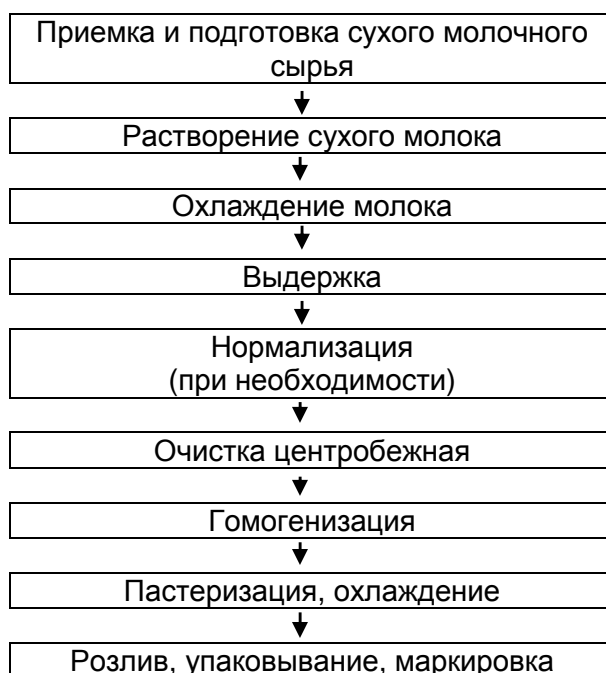 Приемка и подготовка сухого молочного
сырья
Растворение сухого молока
Охлаждение молока
Выдержка
Нормализация
(при необходимости)
Очистка центробежная
Гомогенизация
Пастеризация, охлаждение
Розлив, упаковывание, маркировка